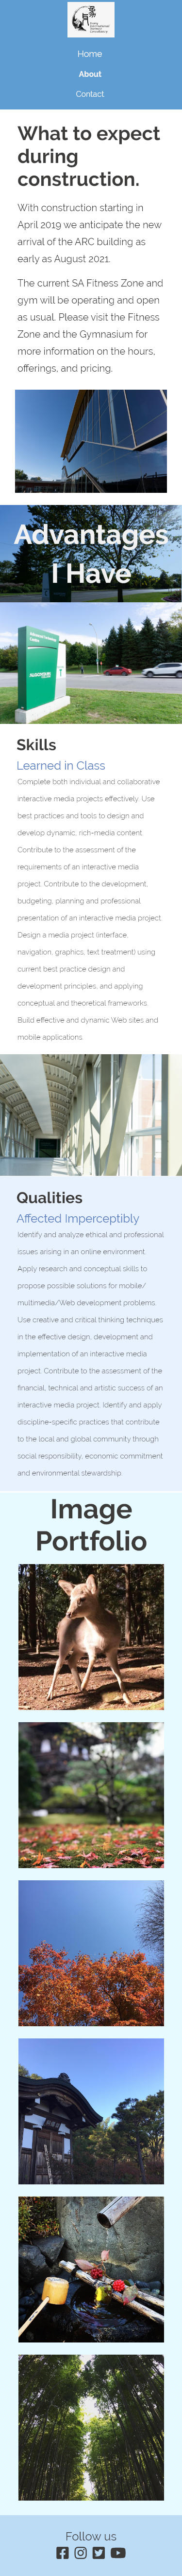 Home
About
Contact
What to expect
during
construction.
With construction starting in
April 2019 we anticipate the new
arrival of the ARC building as
early as August 2021.
The current SA Fitness Zone and
gym will be operating and open
as usual. Please visit the Fitness
Zone and the Gymnasium for
more information on the hours,
offerings, and pricing.
Advantages
I Have
Skills
Learned in Class
Complete both individual and collaborative
interactive media projects effectively. Use
best practices and tools to design and
develop dynamic, rich-media content.
Contribute to the assessment of the
requirements of an interactive media
project. Contribute to the development,
budgeting, planning and professional
presentation of an interactive media project.
Design a media project (interface,
navigation, graphics, text treatment) using
current best practice design and
development principles, and applying
conceptual and theoretical frameworks.
Build effective and dynamic Web sites and
mobile applications.
Qualities
Affected Imperceptibly
Identify and analyze ethical and professional
issues arising in an online environment.
Apply research and conceptual skills to
propose possible solutions for mobile/
multimedia/Web development problems.
Use creative and critical thinking techniques
in the effective design, development and
implementation of an interactive media
project. Contribute to the assessment of the
financial, technical and artistic success of an
interactive media project. Identify and apply
discipline-specific practices that contribute
to the local and global community through
social responsibility, economic commitment
and environmental stewardship.
Image
Portfolio
Follow us